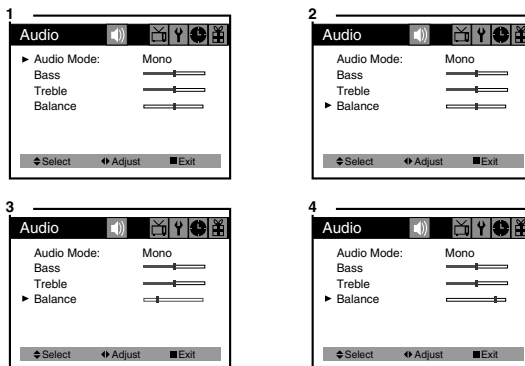 1
Audio
Audio Mode: Mono
Bass
Treble
Balance
Select Adjust Exit
2
Audio
Audio Mode: Mono
Bass
Treble
Balance
Select Adjust Exit
3
Audio
Audio Mode: Mono
Bass
Treble
Balance
Select Adjust Exit
4
Audio
Audio Mode: Mono
Bass
Treble
Balance
Select Adjust Exit